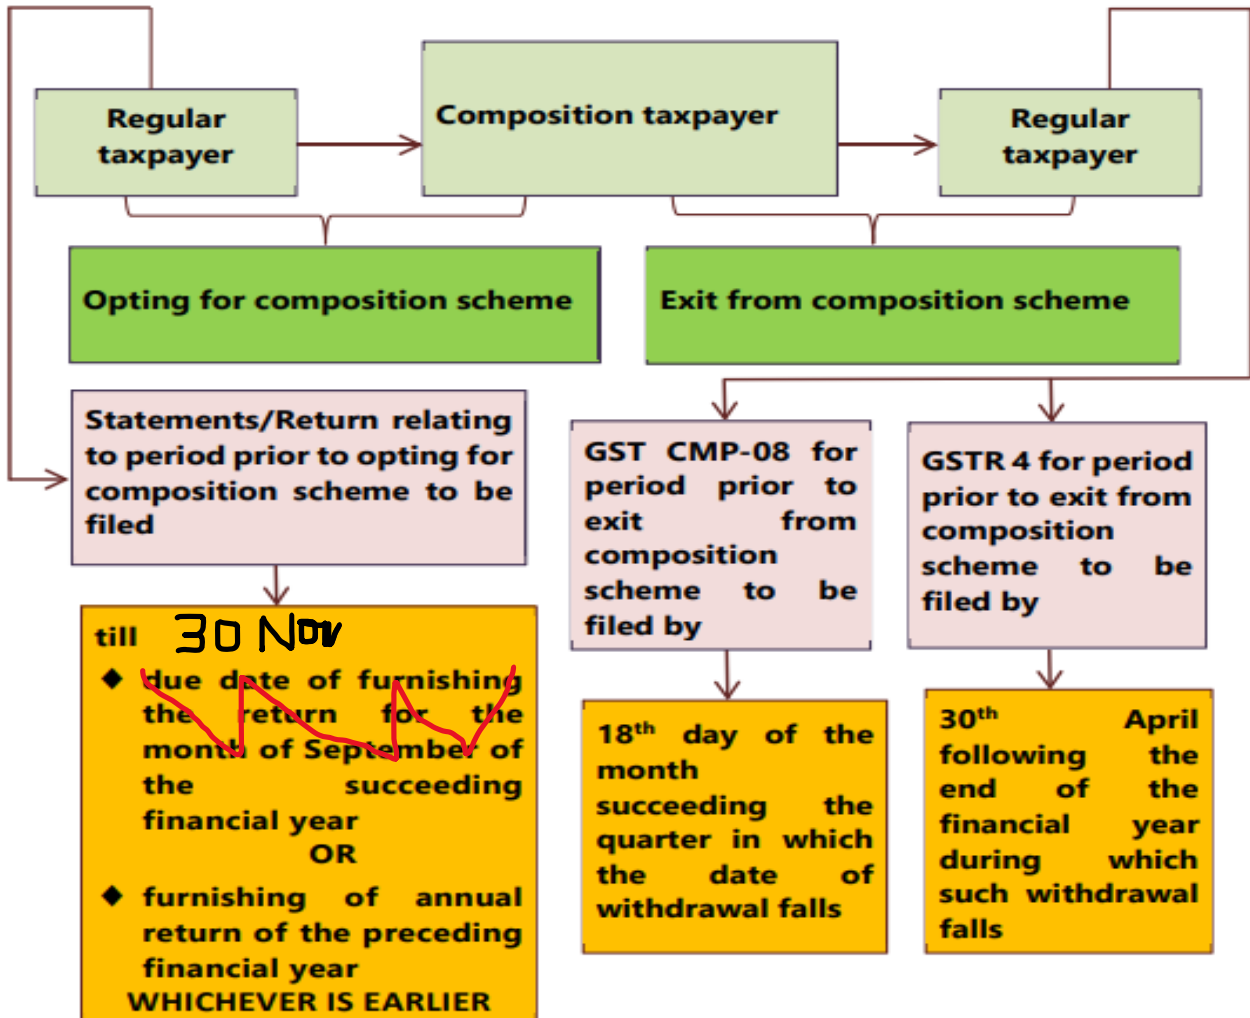 Regular
taxpayer
Composition taxpayer
Regular
taxpayer
Opting for composition scheme
Exit from composition scheme
Statements/Return relating
to period prior to opting for
composition scheme to be
filed
GST CMP-08 for
period prior to
exit from
composition
scheme to be
filed by
GSTR 4 for period
prior to exit from
composition
scheme to be
filed by
till 30 Nov
◆ due date of furnishing
the return for the
month of September of
the succeeding
financial year
OR
◆ furnishing of annual
return of the preceding
financial year
WHICHEVER IS EARLIER
18th day of the
month
succeeding the
quarter in which
the date of
withdrawal falls
30th April
following the
end of the
financial year
during which
such withdrawal
falls